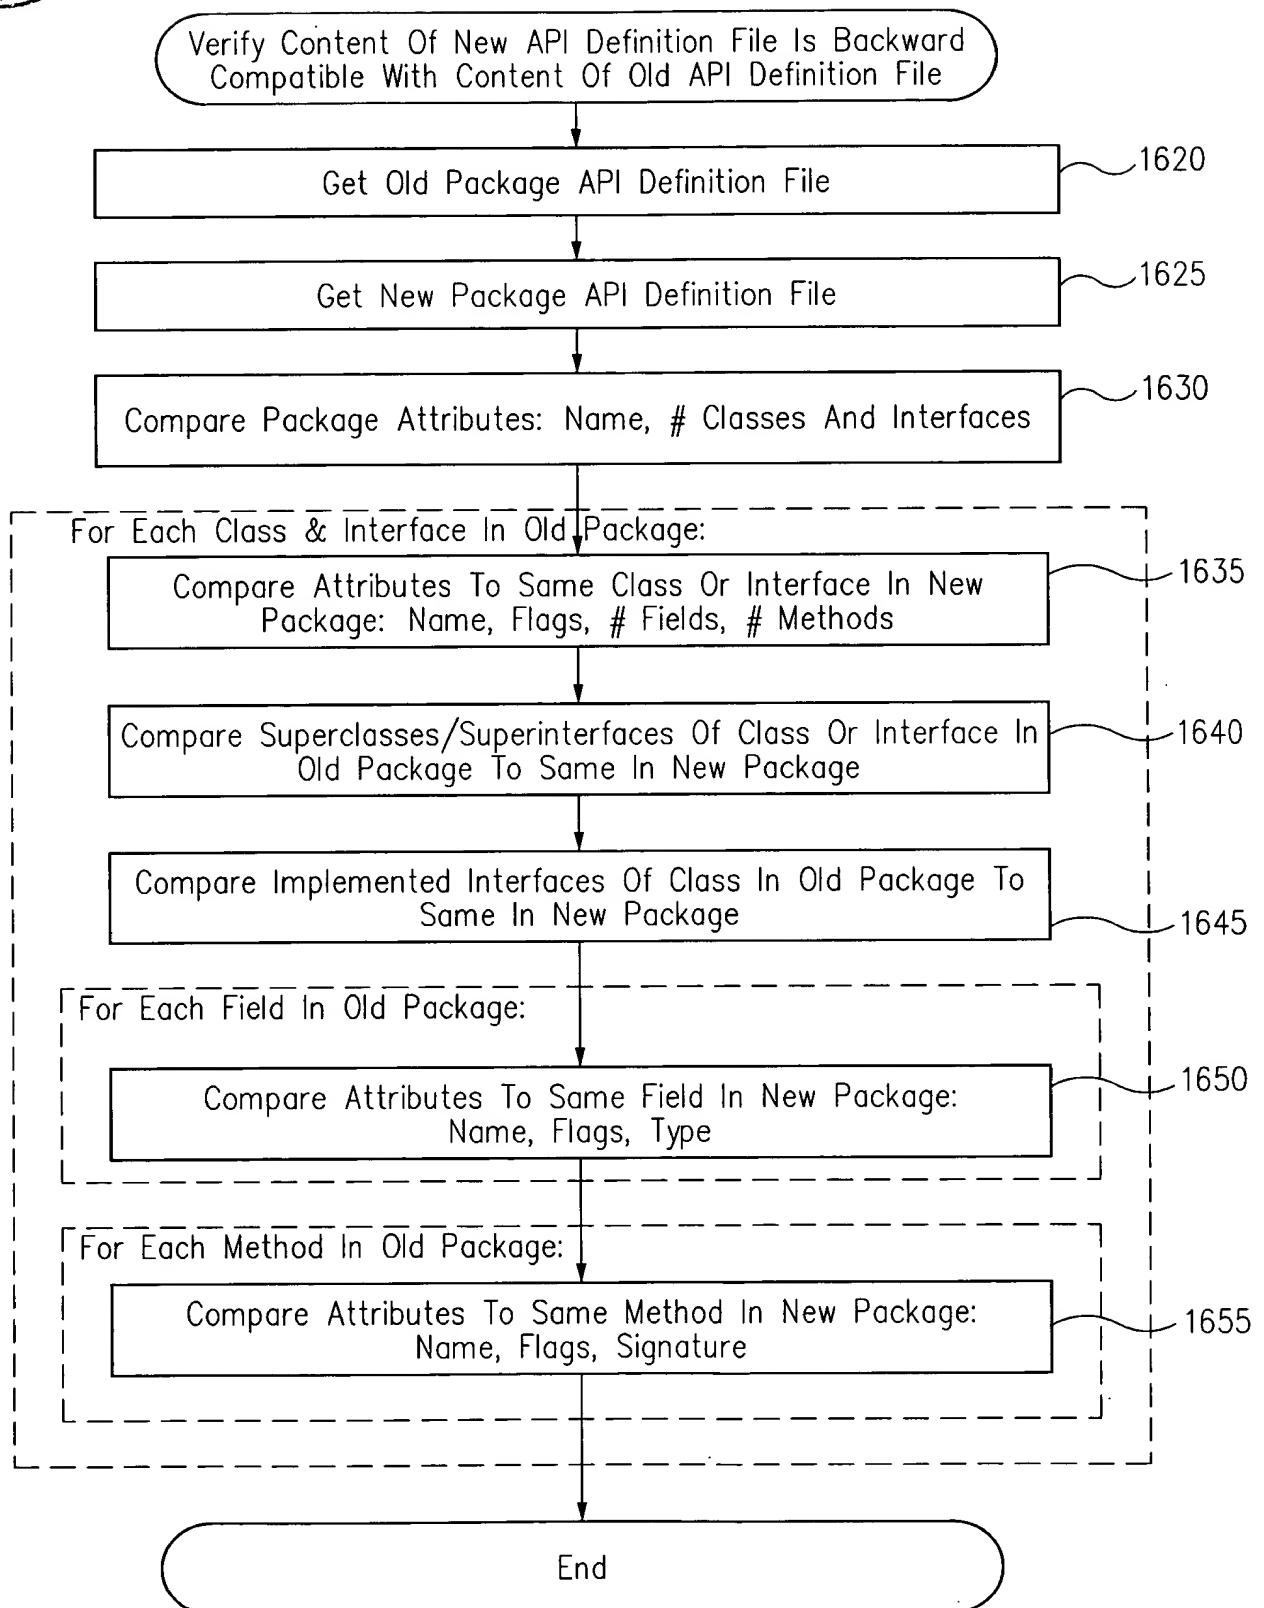 Verify Content Of New API Definition File Is Backward
Compatible With Content Of Old API Definition File
Get Old Package API Definition File
1620
Get New Package API Definition File
1625
Compare Package Attributes: Name, # Classes And Interfaces
1630
For Each Class & Interface In Old Package:
Compare Attributes To Same Class Or Interface In New
Package: Name, Flags, # Fields, # Methods
1635
Compare Superclasses/Superinterfaces Of Class Or Interface In
Old Package To Same In New Package
1640
Compare Implemented Interfaces Of Class In Old Package To
Same In New Package
1645
For Each Field In Old Package:
Compare Attributes To Same Field In New Package:
Name, Flags, Type
1650
For Each Method In Old Package:
Compare Attributes To Same Method In New Package:
Name, Flags, Signature
1655
End